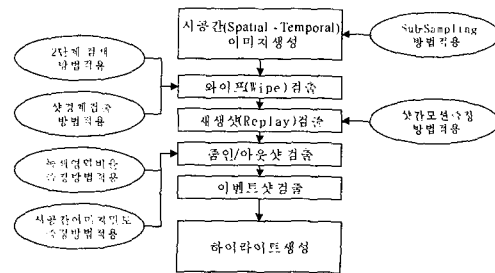 시공간(Spatial - Temporal)
이미지생성
Sub-Sampling
방법적용
2단계 검색
방법적용
와이프(Wipe)검출
샷경계검출
방법적용
재생샷(Replay)검출
샷간모션측정
방법적용
녹색영역비율
측정방법적용
줌인/아웃샷검출
이벤트샷검출
시공간이미지밀도
측정방법적용
하이라이트생성